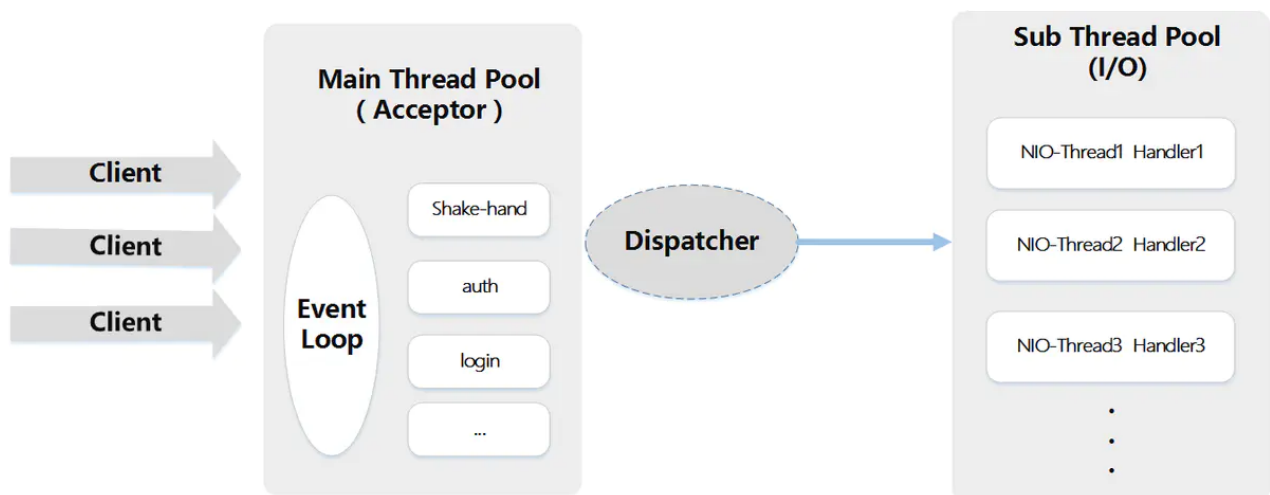 Main Thread Pool
( Acceptor )
Client
Client
Client
Event
Loop
Shake-hand
auth
login
...
Dispatcher
Sub Thread Pool
(I/O)
NIO-Thread1 Handler1
NIO-Thread2 Handler2
NIO-Thread3 Handler3